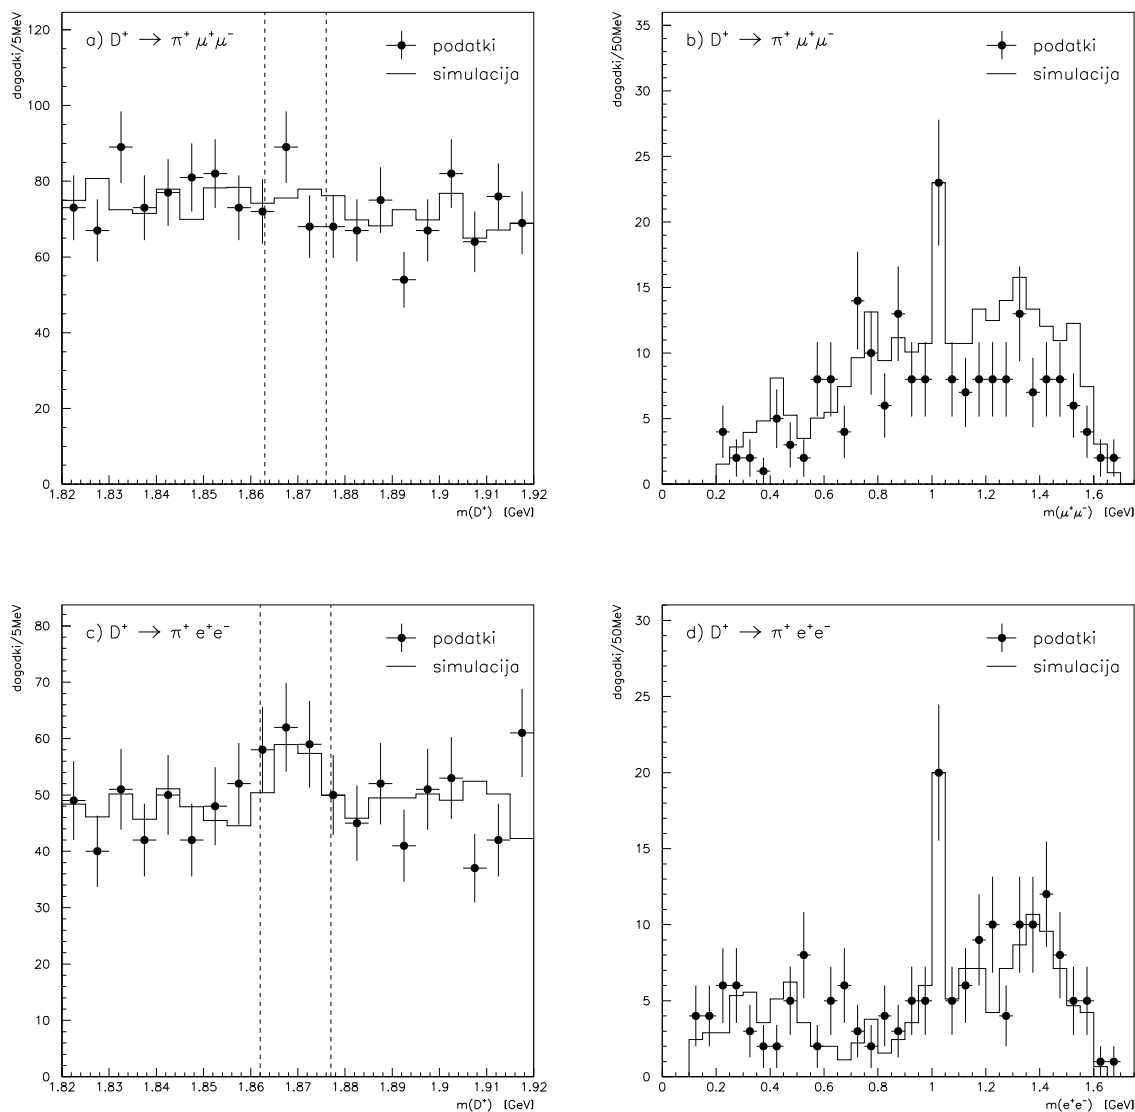 dogodki/5MeV
a) D⁺ → π⁺ μ⁺μ⁻
podatki
simulacija
120
100
80
60
40
20
0
1.82 1.83 1.84 1.85 1.86 1.87 1.88 1.89 1.9 1.91 1.92
m(D⁺) [GeV]
dogodki/50MeV
b) D⁺ → π⁺ μ⁺μ⁻
podatki
simulacija
35
30
25
20
15
10
5
0
0 0.2 0.4 0.6 0.8 1 1.2 1.4 1.6
m(μ⁺μ⁻) [GeV]
dogodki/5MeV
c) D⁺ → π⁺ e⁺e⁻
podatki
simulacija
80
70
60
50
40
30
20
10
0
1.82 1.83 1.84 1.85 1.86 1.87 1.88 1.89 1.9 1.91 1.92
m(D⁺) [GeV]
dogodki/50MeV
d) D⁺ → π⁺ e⁺e⁻
podatki
simulacija
30
25
20
15
10
5
0
0 0.2 0.4 0.6 0.8 1 1.2 1.4 1.6
m(e⁺e⁻) [GeV]